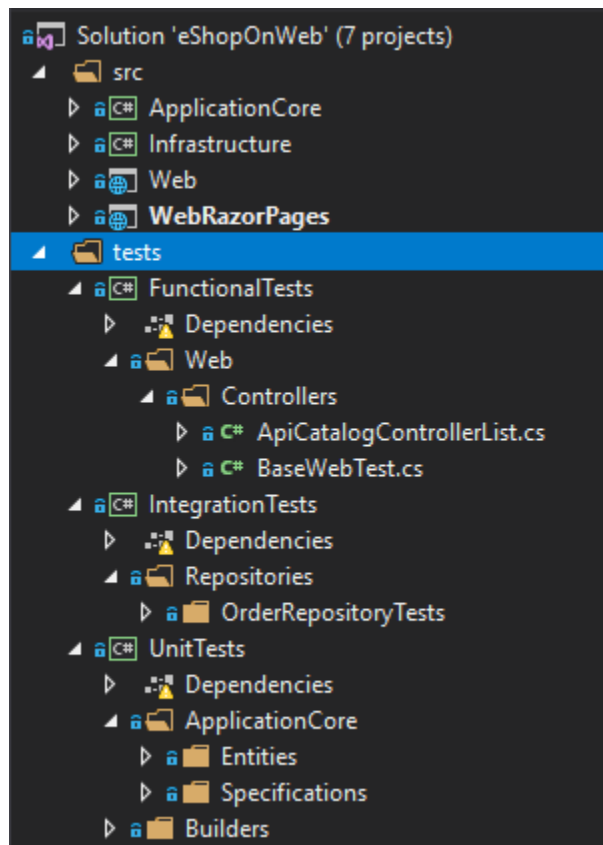 Solution 'eShopOnWeb' (7 projects)
src
C# ApplicationCore
C# Infrastructure
Web
WebRazorPages
tests
C# FunctionalTests
Dependencies
Web
Controllers
C# ApiCatalogControllerList.cs
C# BaseWebTest.cs
C# IntegrationTests
Dependencies
Repositories
OrderRepositoryTests
C# UnitTests
Dependencies
ApplicationCore
Entities
Specifications
Builders